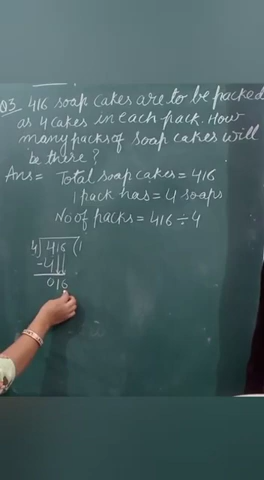 Q3 416 soap cakes are to be packed
as 4 cakes in each pack. How
many packs of soap cakes will
be there?
Ans = Total soap cakes = 416
1 pack has = 4 soaps
No of packs = 416 ÷ 4
4)416(1
-4
016